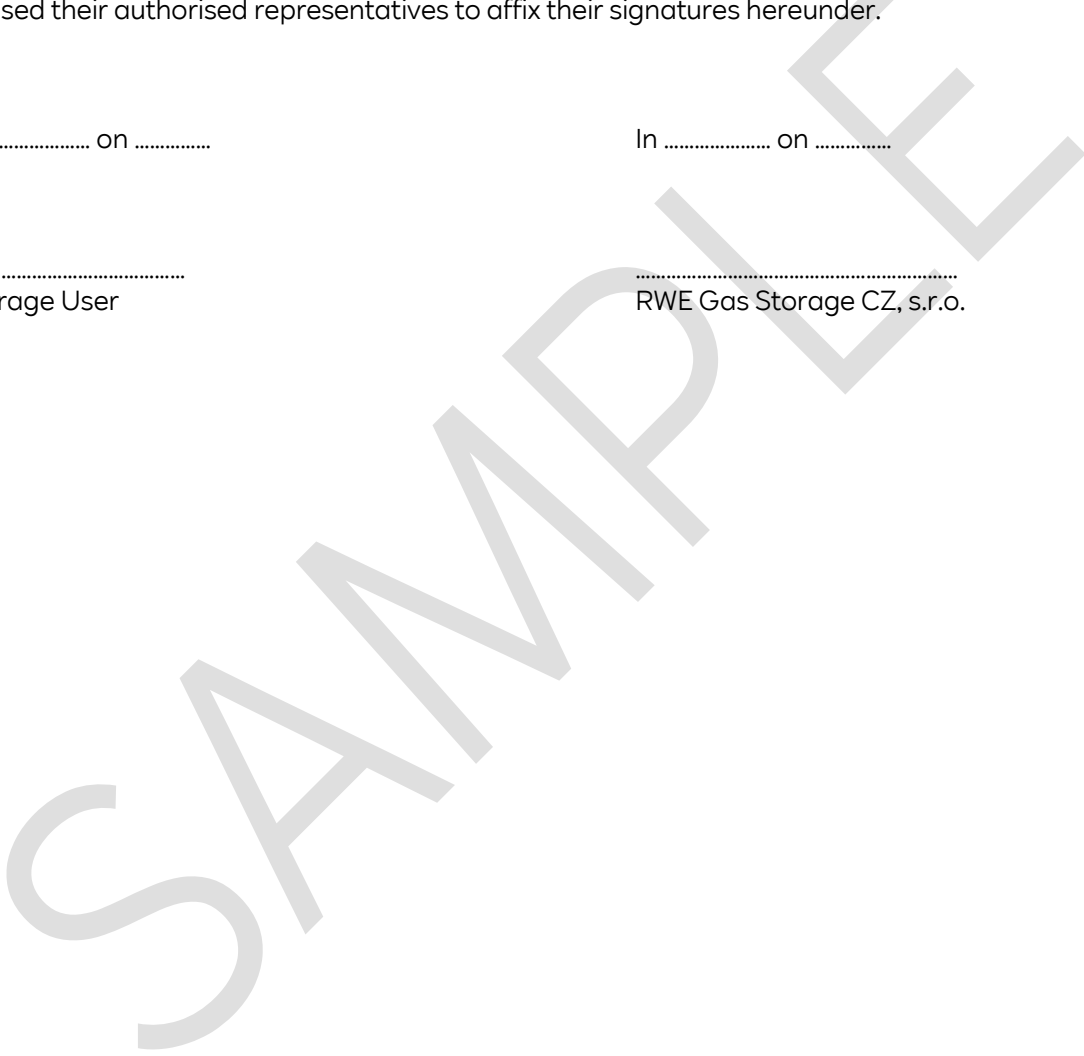 sed their authorised representatives to affix their signatures hereunder.
…………… on …………… In ………………… on ……………
……………………………… ………………………………………………………
rage User RWE Gas Storage CZ, s.r.o.
SAMPLE